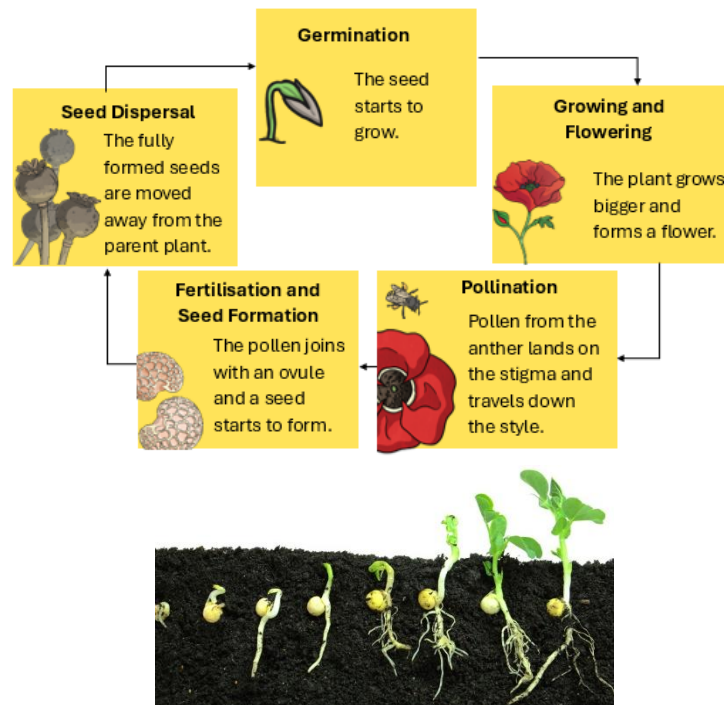 Germination
The seed
starts to
grow.
Growing and
Flowering
The plant grows
bigger and
forms a flower.
Pollination
Pollen from the
anther lands on
the stigma and
travels down
the style.
Fertilisation and
Seed Formation
The pollen joins
with an ovule
and a seed
starts to form.
Seed Dispersal
The fully
formed seeds
are moved
away from the
parent plant.